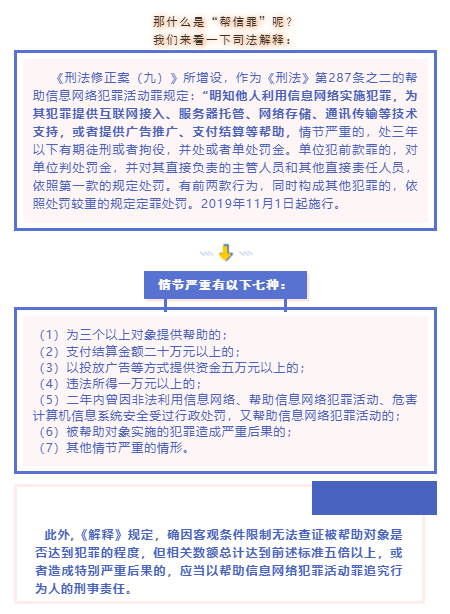 那什么是“帮信罪”呢？
我们来看一下司法解释：
《刑法修正案（九）》所增设，作为《刑法》第287条之二的帮
助信息网络犯罪活动罪规定：“明知他人利用信息网络实施犯罪，为
其犯罪提供互联网接入、服务器托管、网络存储、通讯传输等技术
支持，或者提供广告推广、支付结算等帮助，情节严重的，处三年
以下有期徒刑或者拘役，并处或者单处罚金。单位犯前款罪的，对
单位判处罚金，并对其直接负责的主管人员和其他直接责任人员，
依照第一款的规定处罚。有前两款行为，同时构成其他犯罪的，依
照处罚较重的规定定罪处罚。2019年11月1日起施行。
情节严重有以下七种：
（1）为三个以上对象提供帮助的；
（2）支付结算金额二十万元以上的；
（3）以投放广告等方式提供资金五万元以上的；
（4）违法所得一万元以上的；
（5）二年内曾因非法利用信息网络、帮助信息网络犯罪活动、危害
计算机信息系统安全受过行政处罚，又帮助信息网络犯罪活动的；
（6）被帮助对象实施的犯罪造成严重后果的；
（7）其他情节严重的情形。
此外，《解释》规定，确因客观条件限制无法查证被帮助对象是
否达到犯罪的程度，但相关数额总计达到前述标准五倍以上，或
者造成特别严重后果的，应当以帮助信息网络犯罪活动罪追究行
为人的刑事责任。